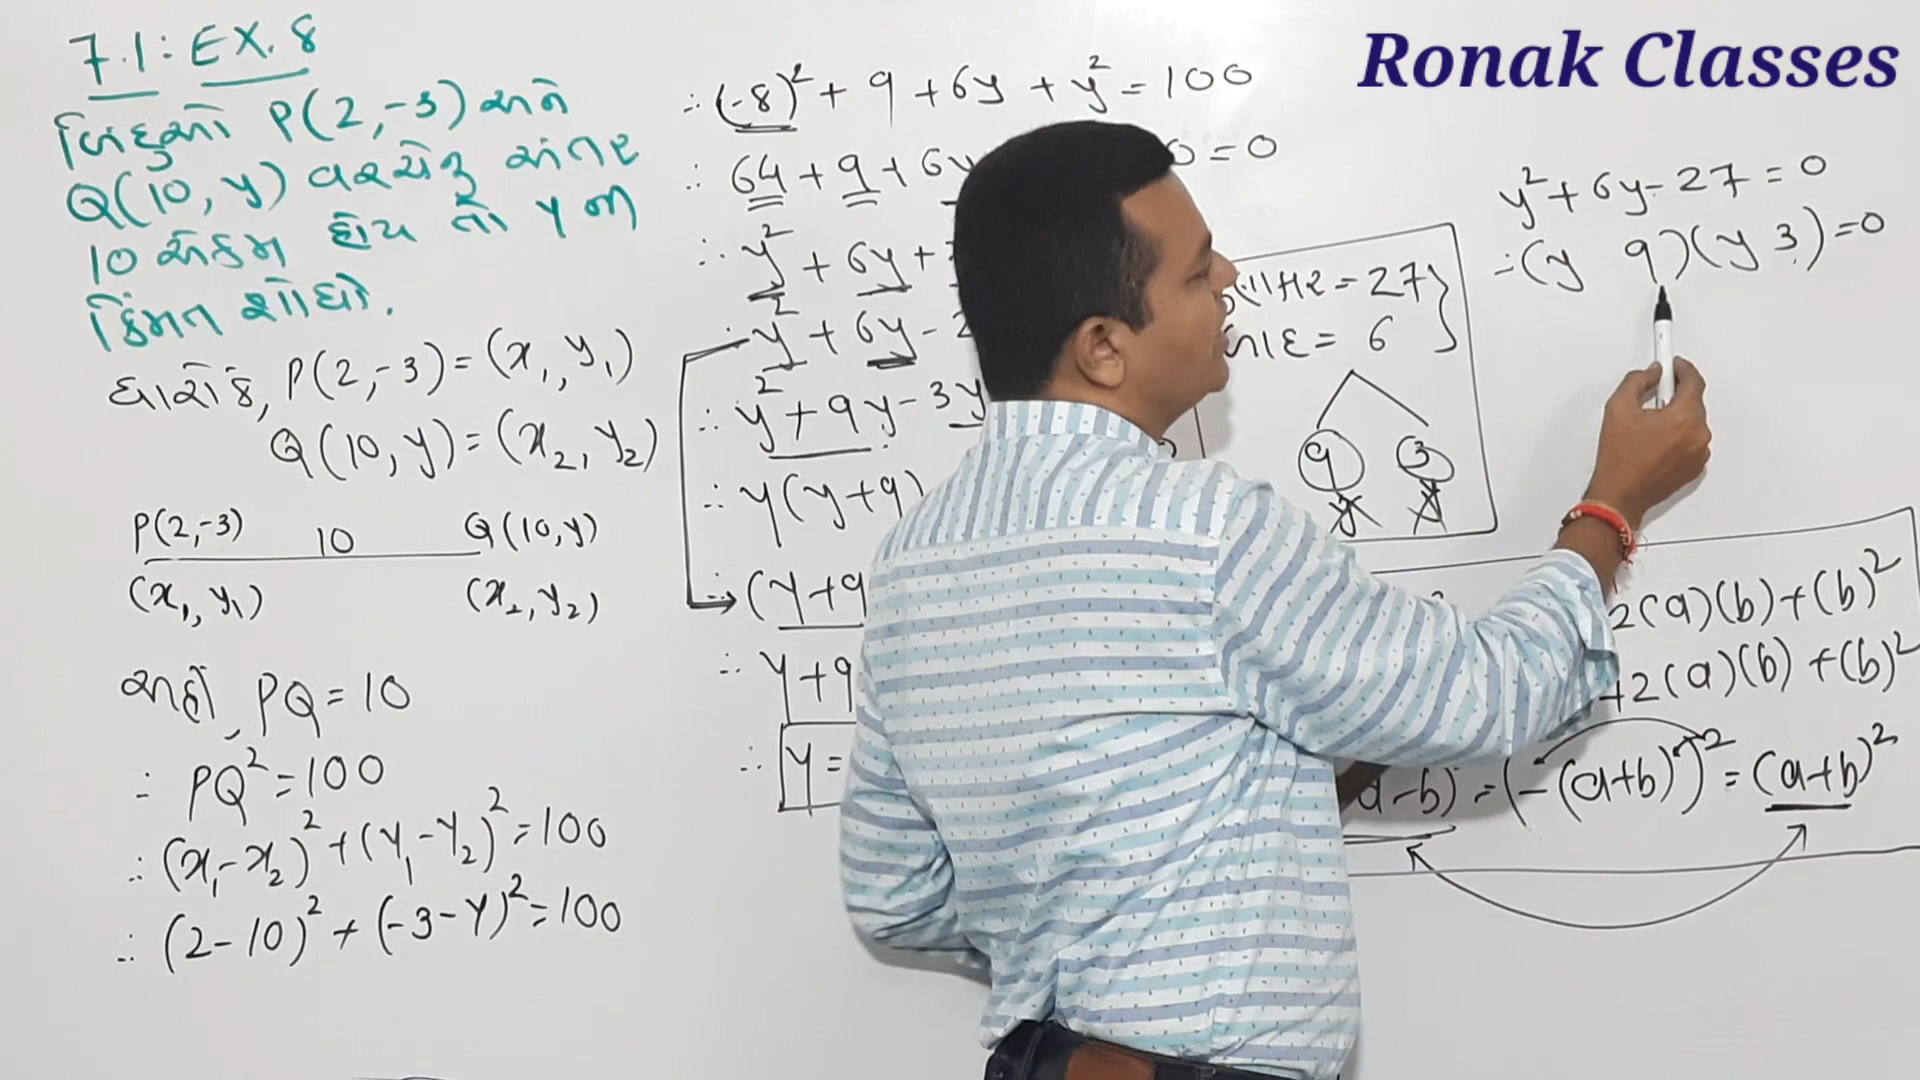 Ronak Classes
7.1 : EX. 8
બિંદુઓ P(2, -3) અને
Q(10, y) વચ્ચેનું અંતર
10 એકમ હોય તો y ની
કિંમત શોધો.
ધારોકે, P(2, -3) = (x₁, y₁)
Q(10, y) = (x₂, y₂)
P(2, -3) 10 Q(10, y)
(x₁, y₁) (x₂, y₂)
અહીં, PQ = 10
∴ PQ² = 100
∴ (x₁ - x₂)² + (y₁ - y₂)² = 100
∴ (2 - 10)² + (-3 - y)² = 100
∴ (-8)² + 9 + 6y + y² = 100
∴ 64 + 9 + 6y 0 = 0
∴ y² + 6y +
∴ y² + 6y - 2
∴ y² + 9y - 3y
∴ y(y+9)
∴ (y+9
∴ y+9
∴ y =
= 27
= 6
9 3
y² + 6y - 27 = 0
∴ (y 9)(y 3) = 0
2(a)(b) + (b)²
+2(a)(b) + (b)²
a - b) = (-(a+b))² = (a+b)²